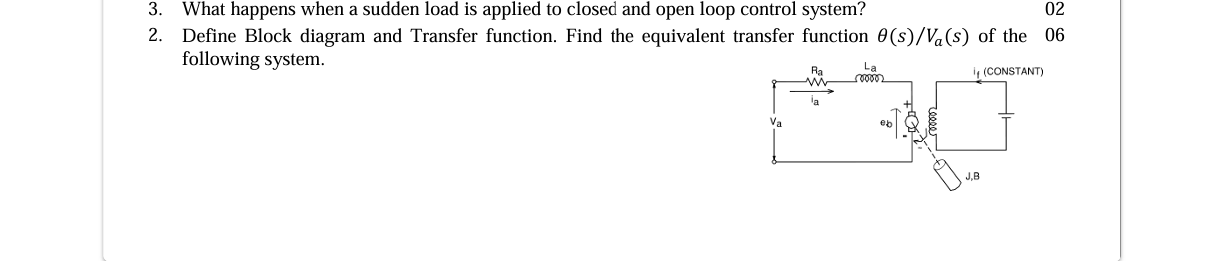 3. What happens when a sudden load is applied to closed and open loop control system? 02
2. Define Block diagram and Transfer function. Find the equivalent transfer function θ(s)/Vₐ(s) of the 06
following system.
Ra
La
if (CONSTANT)
ia
+
Va
eb
-
J,B